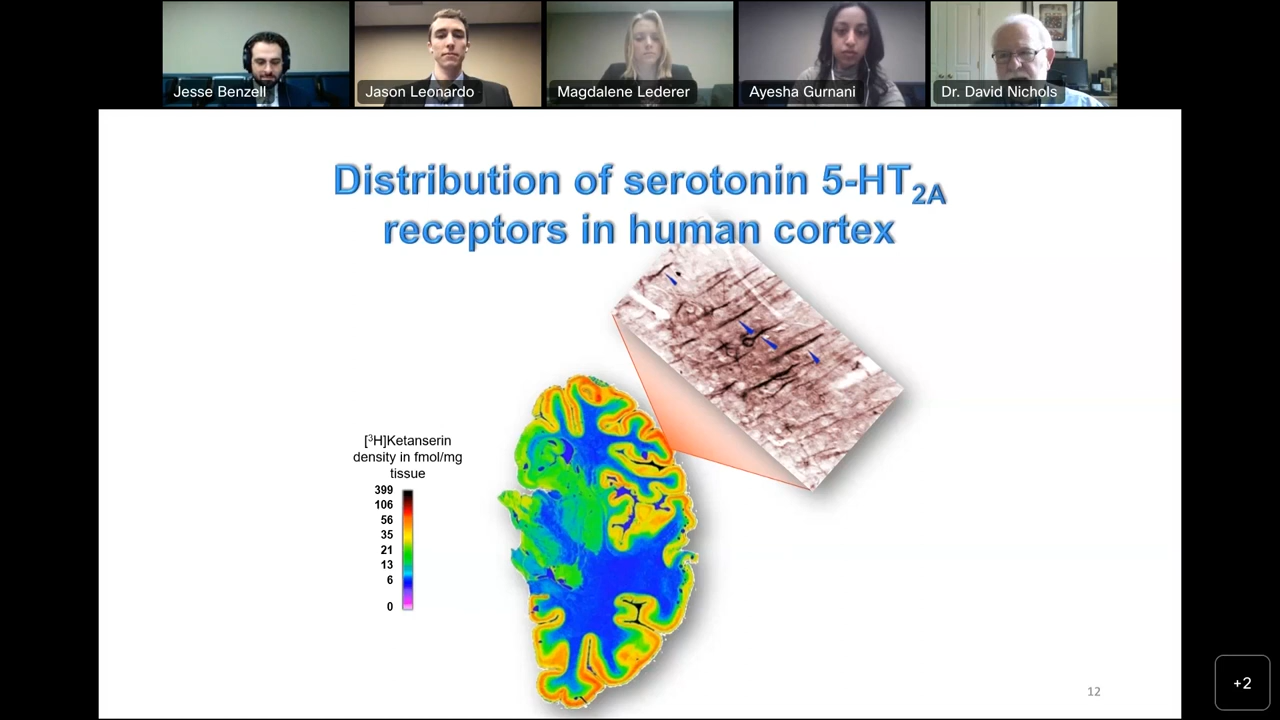 Jesse Benzell
Jason Leonardo
Magdalene Lederer
Ayesha Gurnani
Dr. David Nichols
Distribution of serotonin 5-HT2A
receptors in human cortex
[3H]Ketanserin
density in fmol/mg
tissue
399
106
56
35
21
13
6
0
12
+2